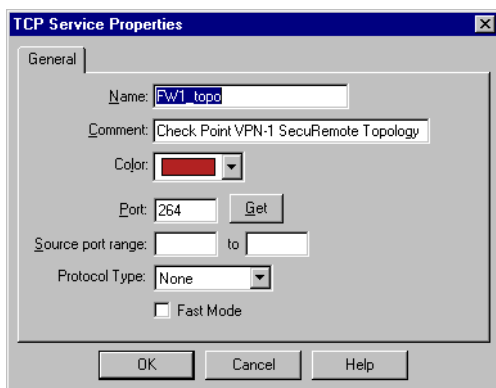 TCP Service Properties
General
Name: FW1_topo
Comment: Check Point VPN-1 SecuRemote Topology
Color:
Port: 264 Get
Source port range: to
Protocol Type: None
Fast Mode
OK Cancel Help